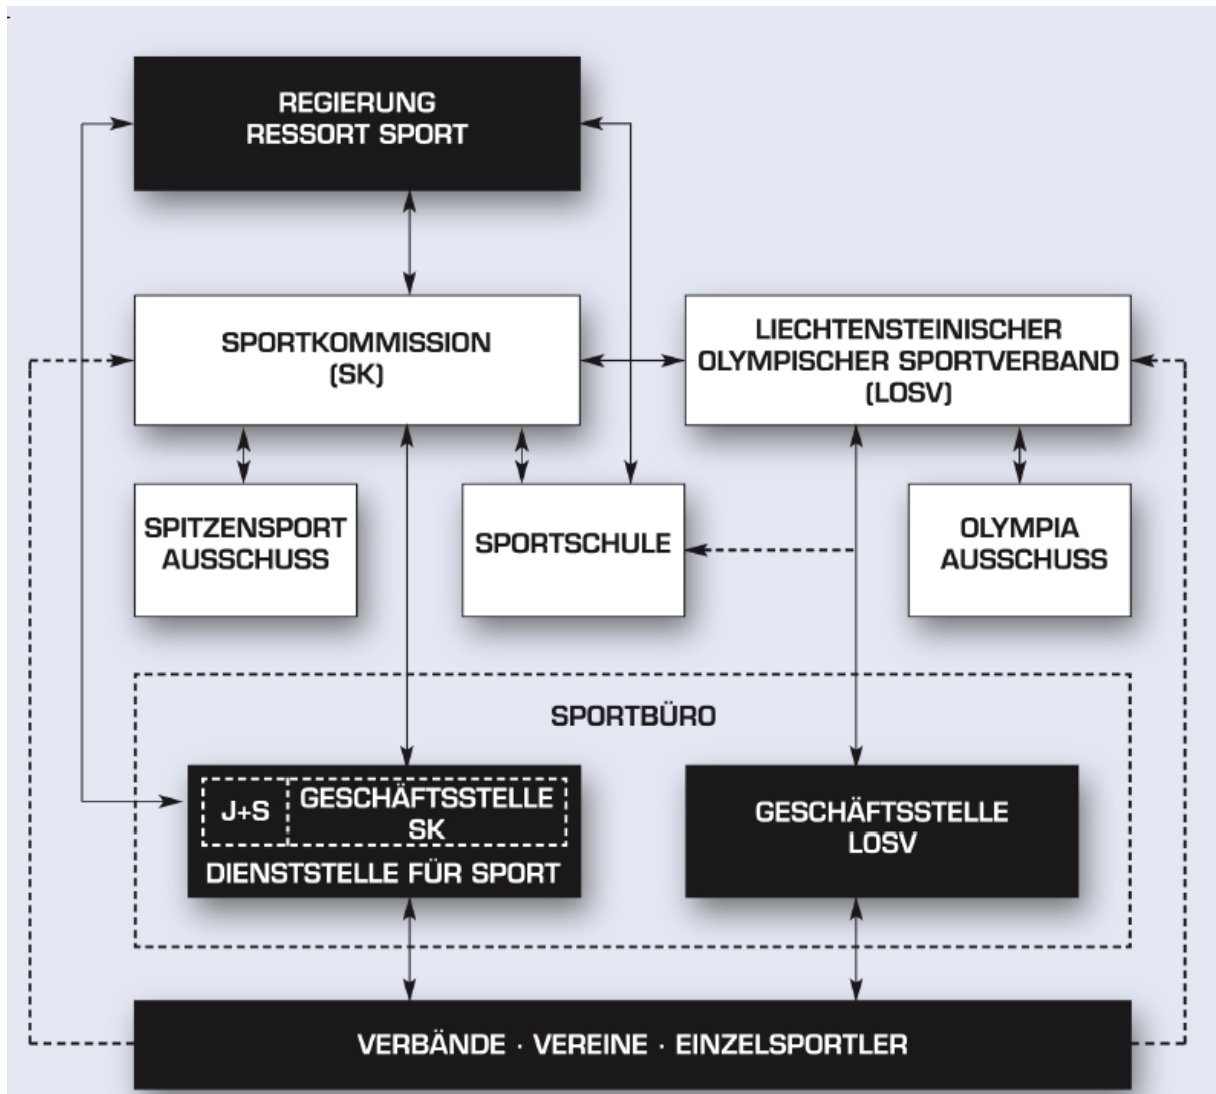 REGIERUNG
RESSORT SPORT
SPORTKOMMISSION
(SK)
LIECHTENSTEINISCHER
OLYMPISCHER SPORTVERBAND
(LOSV)
SPITZENSPORT
AUSSCHUSS
SPORTSCHULE
OLYMPIA
AUSSCHUSS
SPORTBÜRO
J+S
GESCHÄFTSSTELLE
SK
DIENSTSTELLE FÜR SPORT
GESCHÄFTSSTELLE
LOSV
VERBÄNDE · VEREINE · EINZELSPORTLER